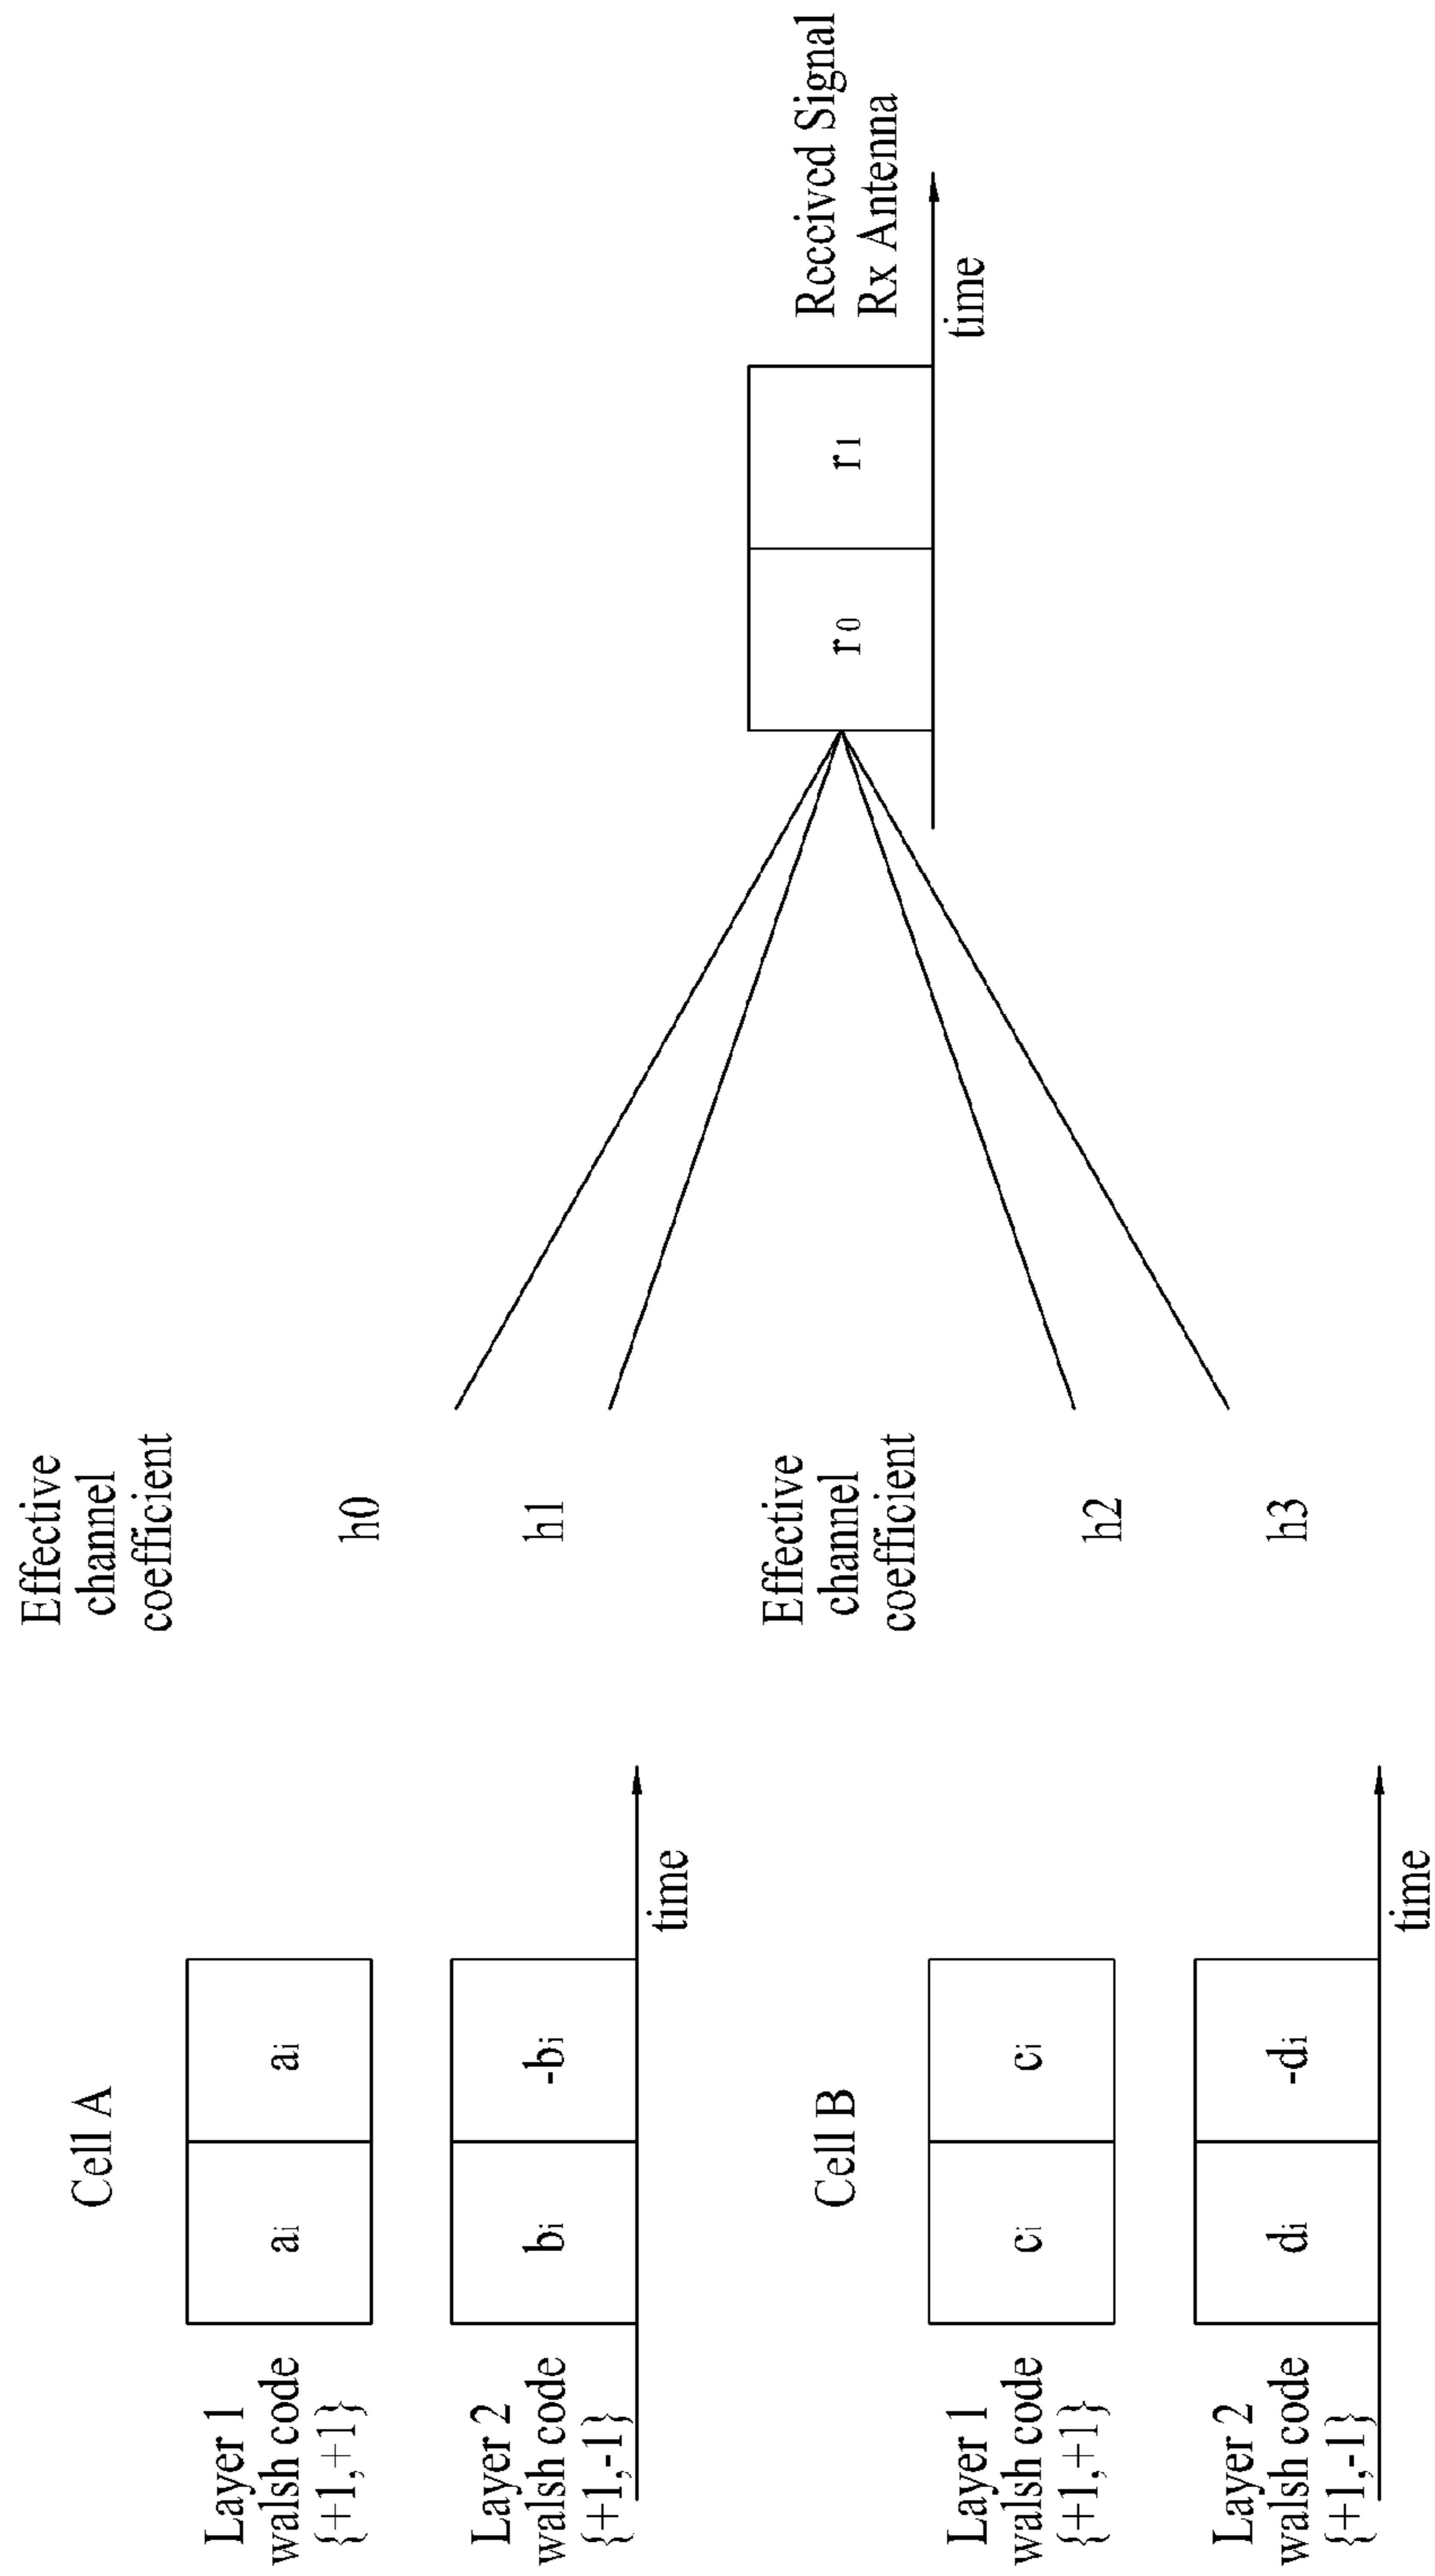 Cell A
Layer 1
walsh code
{+1,+1}
ai
ai
Layer 2
walsh code
{+1,-1}
bi
-bi
time
Effective
channel
coefficient
h0
h1
Cell B
Layer 1
walsh code
{+1,+1}
ci
ci
Layer 2
walsh code
{+1,-1}
di
-di
time
Effective
channel
coefficient
h2
h3
r0
r1
Received Signal
Rx Antenna
time